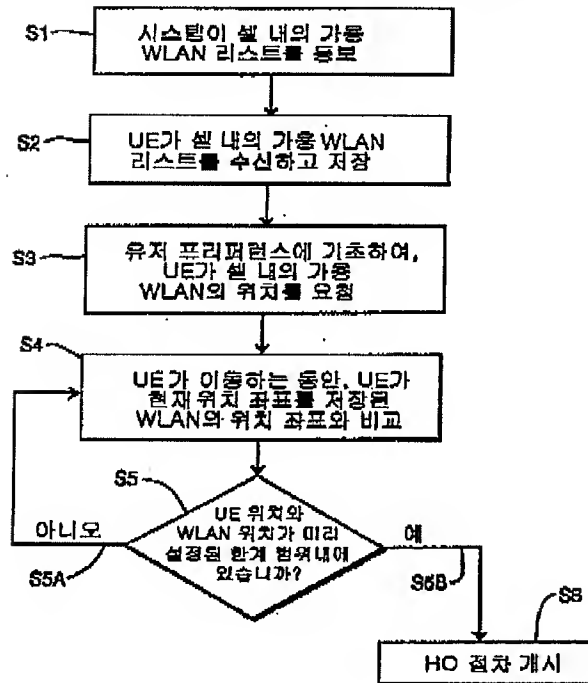 S1
시스템이 셀 내의 가용
WLAN 리스트를 통보
S2
UE가 셀 내의 가용 WLAN
리스트를 수신하고 저장
S3
유저 프리퍼런스에 기초하여,
UE가 셀 내의 가용
WLAN의 위치를 요청
S4
UE가 이동하는 동안, UE가
현재 위치 좌표를 저장된
WLAN의 위치 좌표와 비교
S5
UE 위치와
WLAN 위치가 미리
설정된 한계 범위내에
있습니까?
아니오
S5A
예
S6B
S6
HO 절차 개시